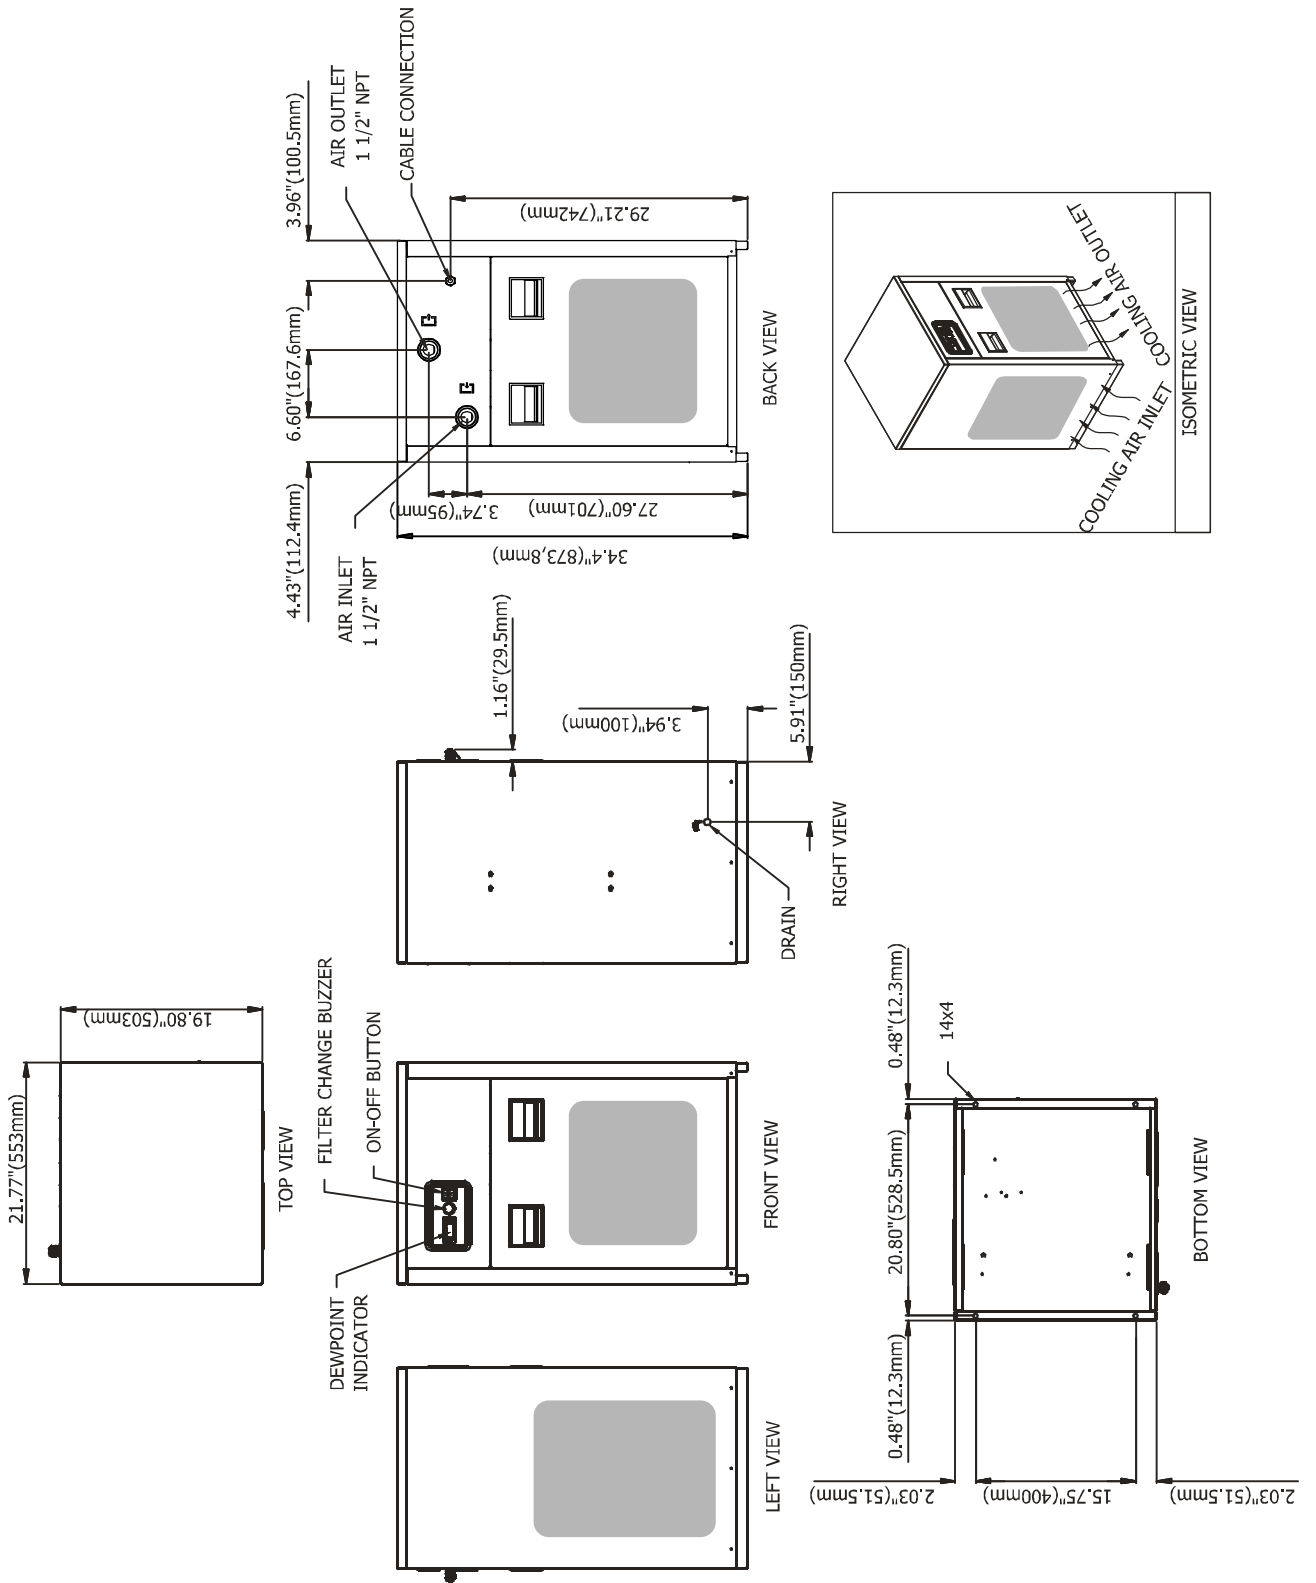 21.77"(553mm)
19.80"(503mm)
TOP VIEW
DEWPOINT
INDICATOR
FILTER CHANGE BUZZER
ON-OFF BUTTON
LEFT VIEW
FRONT VIEW
1.16"(29.5mm)
3.94"(100mm)
5.91"(150mm)
DRAIN
RIGHT VIEW
4.43"(112.4mm)
6.60"(167.6mm)
3.96"(100.5mm)
AIR INLET
1 1/2" NPT
AIR OUTLET
1 1/2" NPT
CABLE CONNECTION
3.74"(95mm)
27.60"(701mm)
34.4"(873,8mm)
29.21"(742mm)
BACK VIEW
0.48"(12.3mm)
20.80"(528.5mm)
0.48"(12.3mm)
14x4
2.03"(51.5mm)
15.75"(400mm)
2.03"(51.5mm)
BOTTOM VIEW
COOLING AIR INLET
COOLING AIR OUTLET
ISOMETRIC VIEW